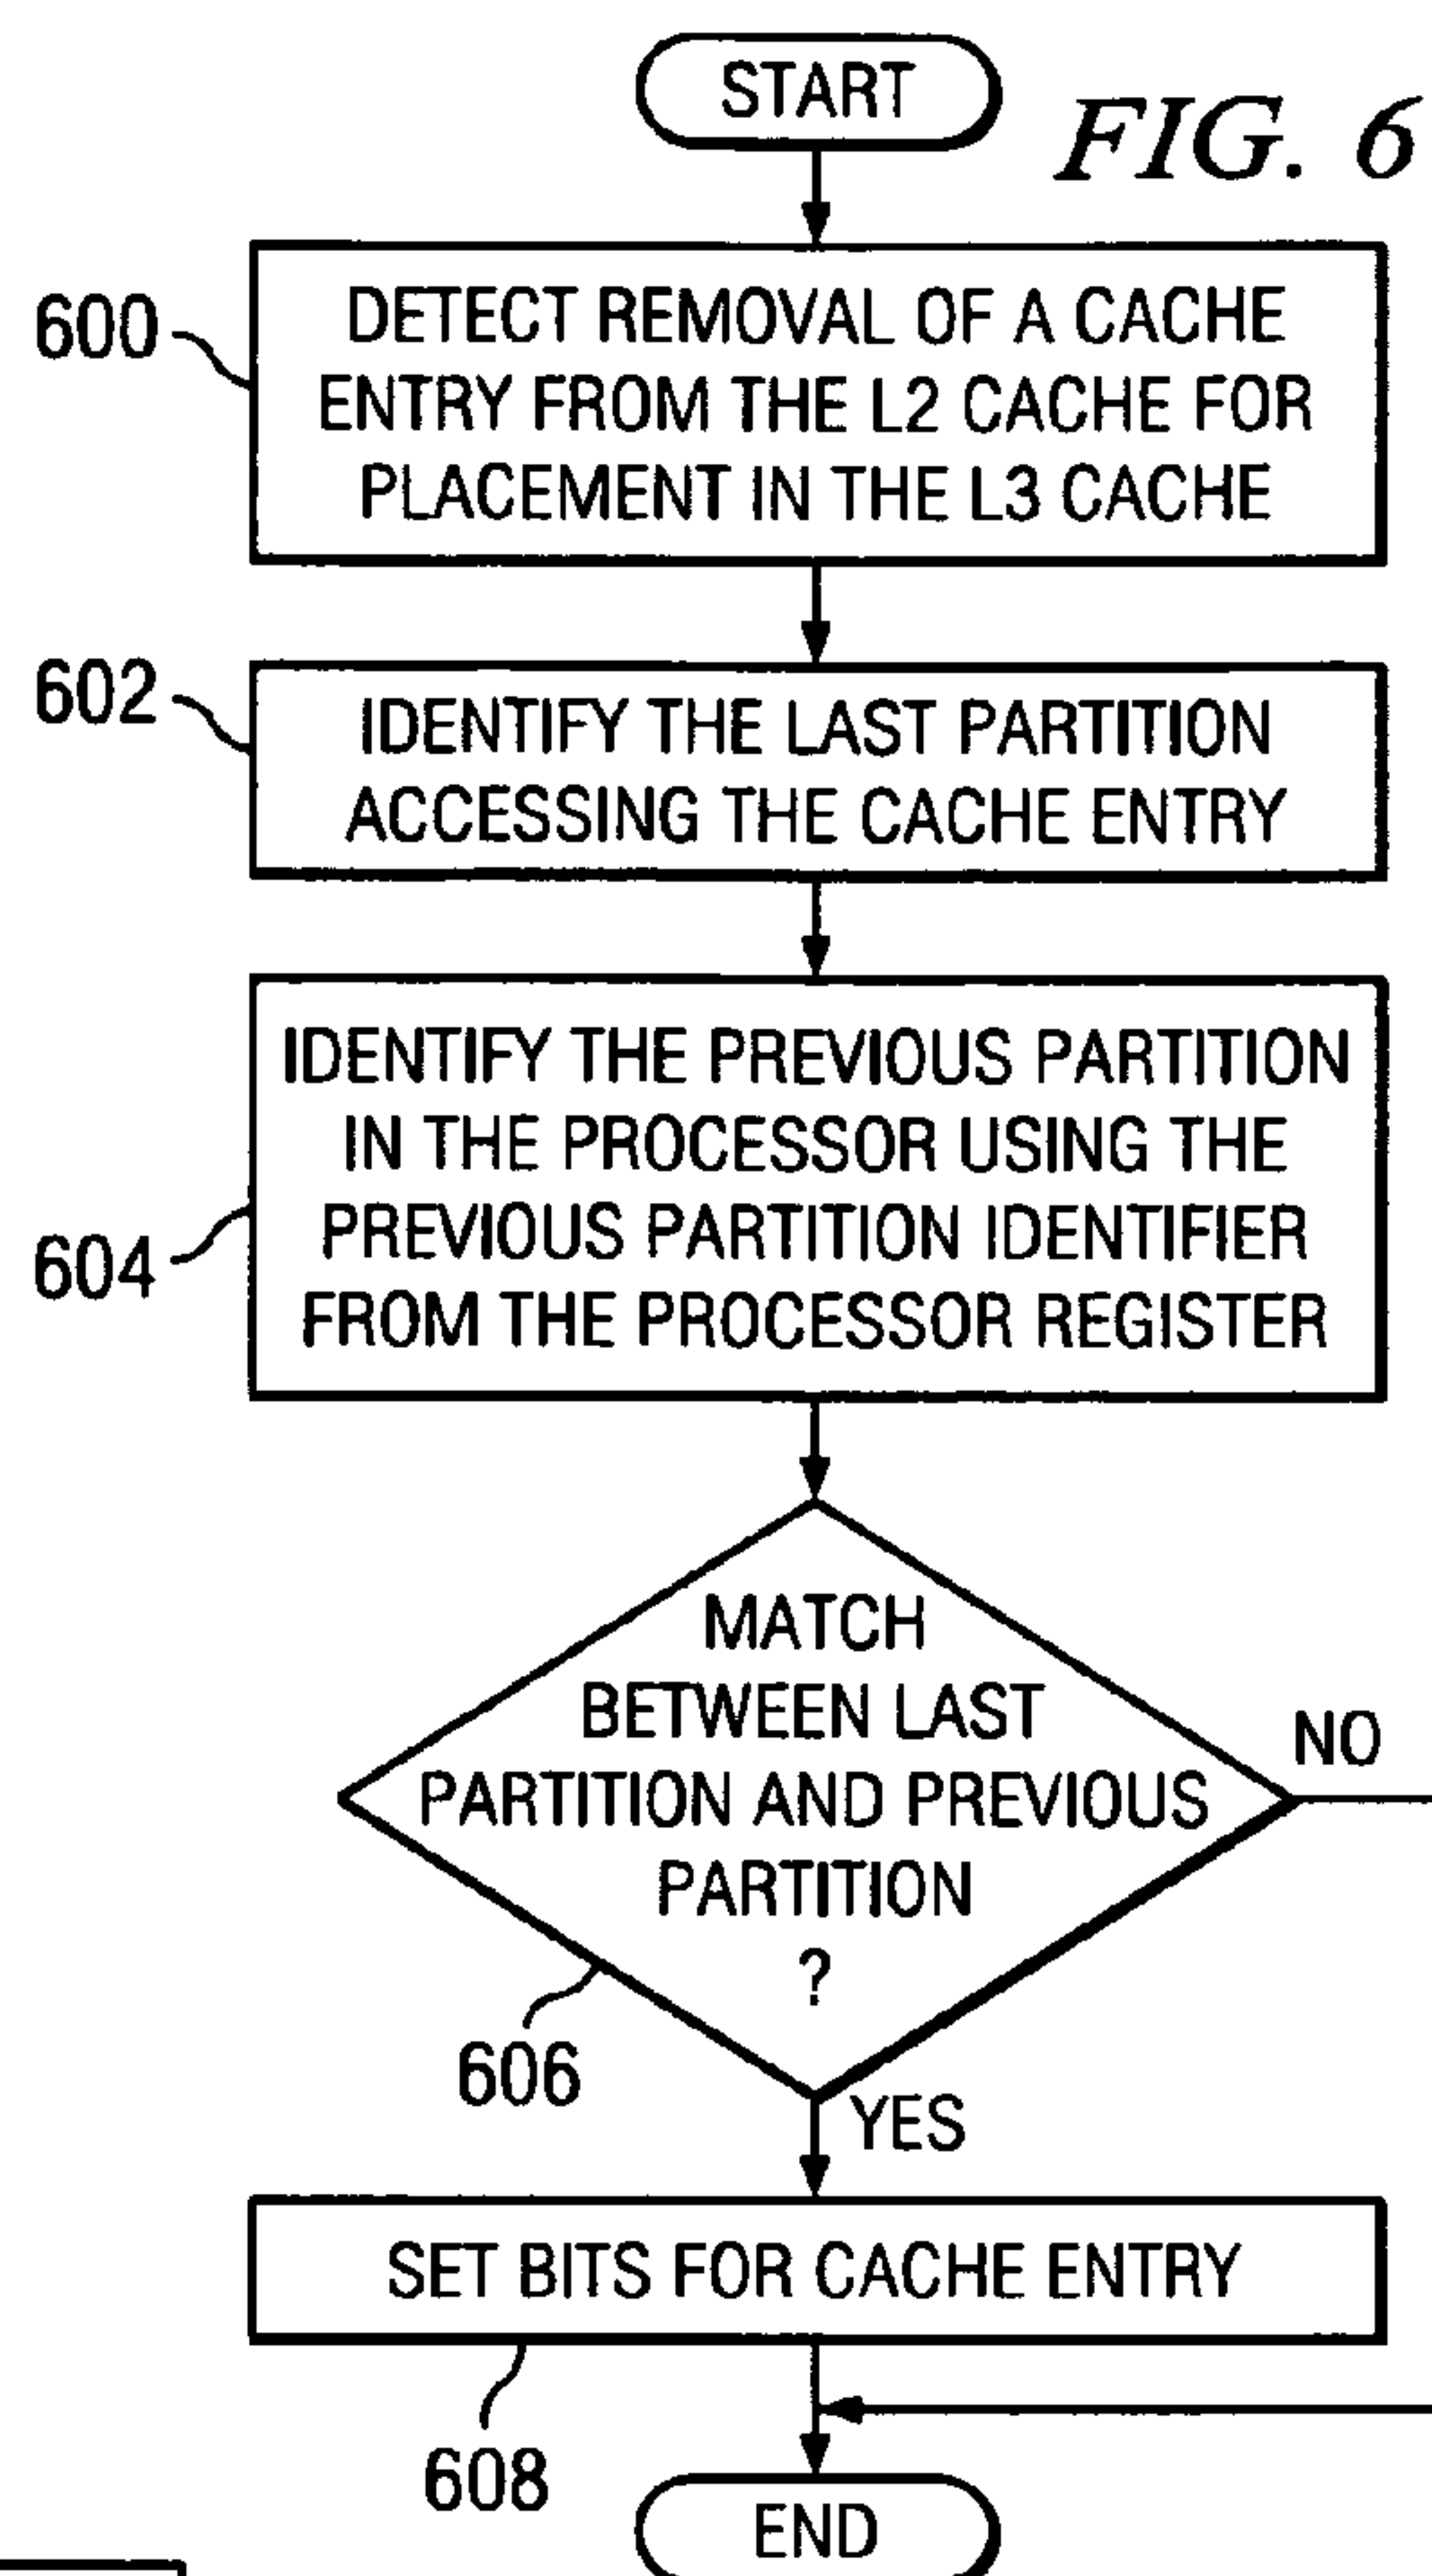 START
FIG. 6
600
DETECT REMOVAL OF A CACHE
ENTRY FROM THE L2 CACHE FOR
PLACEMENT IN THE L3 CACHE
602
IDENTIFY THE LAST PARTITION
ACCESSING THE CACHE ENTRY
604
IDENTIFY THE PREVIOUS PARTITION
IN THE PROCESSOR USING THE
PREVIOUS PARTITION IDENTIFIER
FROM THE PROCESSOR REGISTER
MATCH
BETWEEN LAST
PARTITION AND PREVIOUS
PARTITION
?
NO
606
YES
SET BITS FOR CACHE ENTRY
608
END